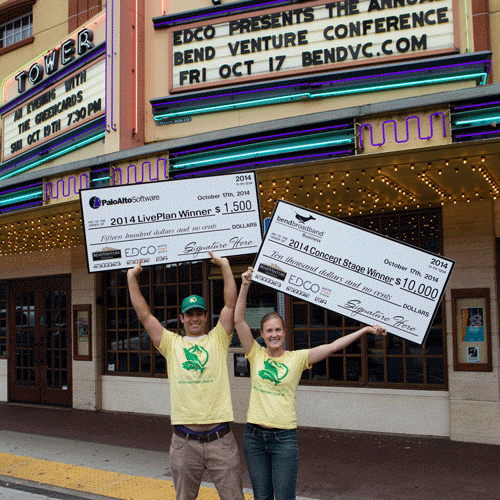 EDCO PRESENTS THE ANNUAL
BEND VENTURE CONFERENCE
FRI OCT 17 BENDVC.COM
TOWER
AN EVENING WITH
THE GREENCARDS
SUN OCT 19TH 7:30 PM
PaloAltoSoftware
2014
October 17th, 2014
2014 LivePlan Winner $ 1,500
Fifteen hundred dollars and no cents
DOLLARS
EDCO
Signature Here
bendbroadband
Business
2014
October 17th, 2014
2014 Concept Stage Winner $ 10,000
Ten thousand dollars and no cents
DOLLARS
EDCO
Signature Here